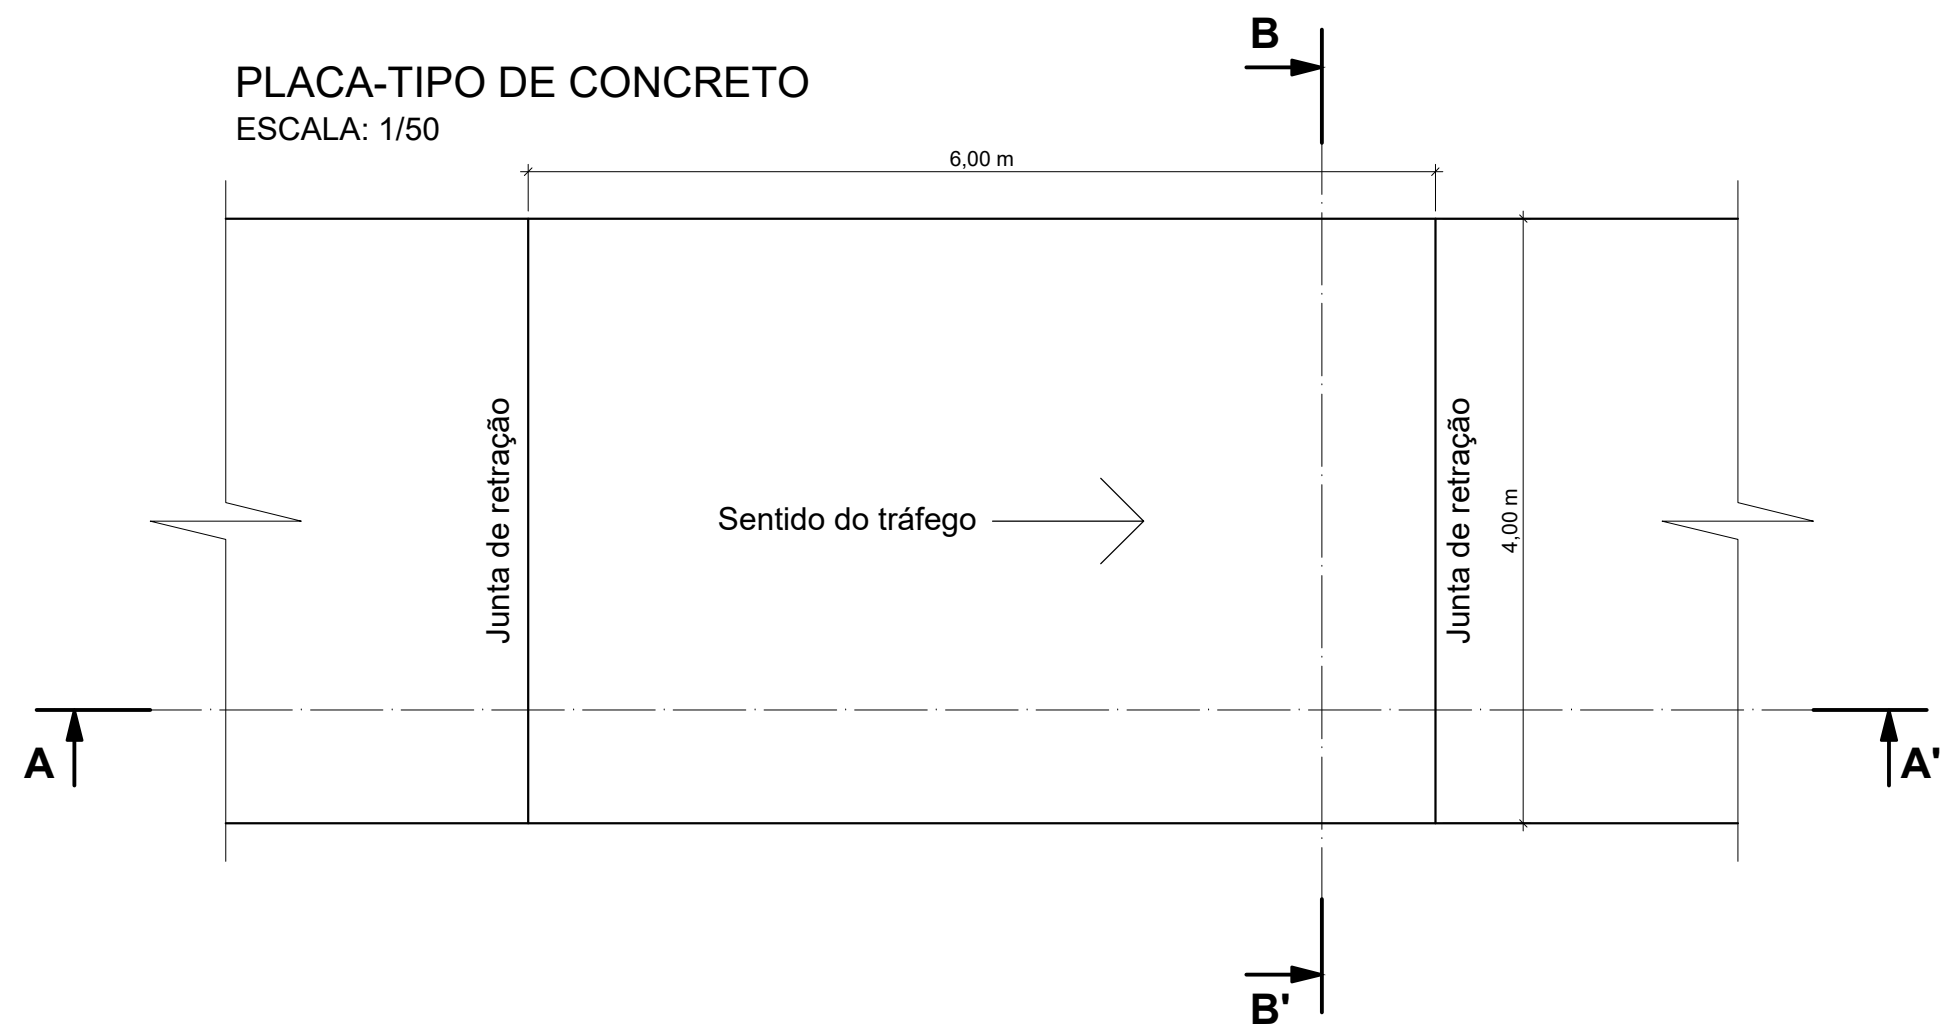 B
PLACA-TIPO DE CONCRETO
ESCALA: 1/50
6,00 m
Junta de retração
Sentido do tráfego
Junta de retração
4,00 m
A
A'
B'